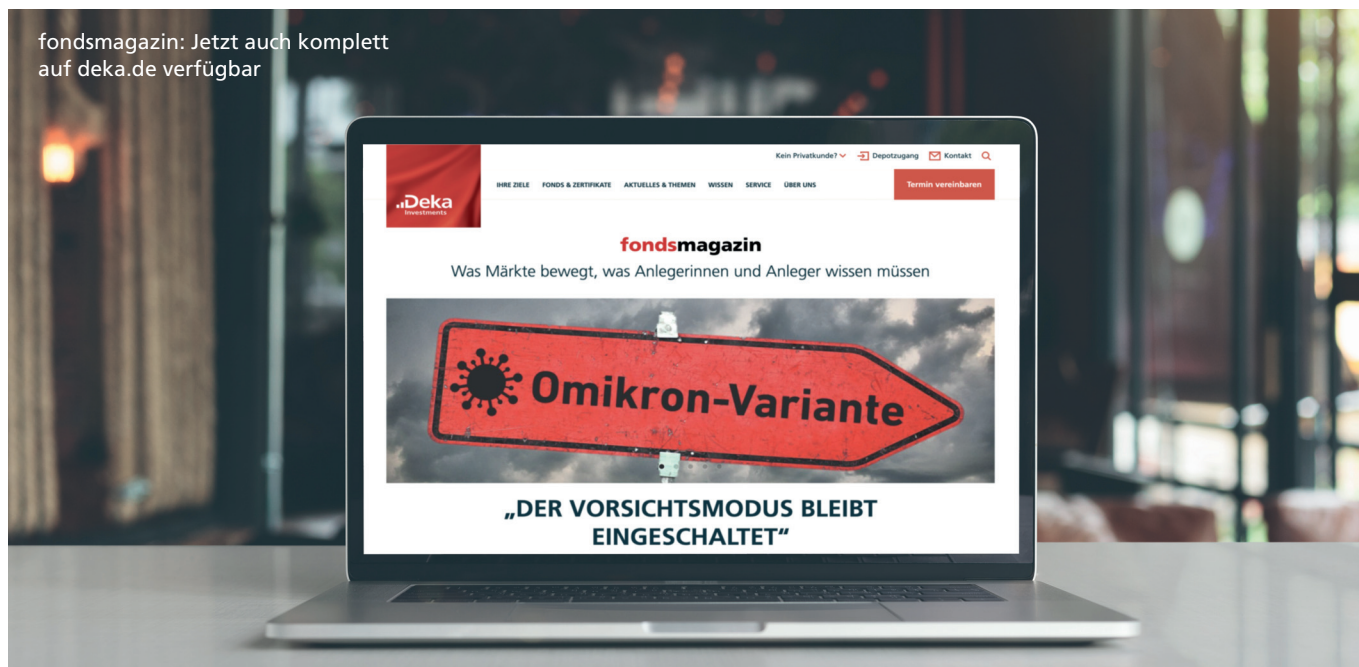 fondsmagazin: Jetzt auch komplett
auf deka.de verfügbar
Kein Privatkunde? Depotzugang Kontakt
Deka
Investments
IHRE ZIELE FONDS & ZERTIFIKATE AKTUELLES & THEMEN WISSEN SERVICE ÜBER UNS
Termin vereinbaren
fondsmagazin
Was Märkte bewegt, was Anlegerinnen und Anleger wissen müssen
Omikron-Variante
„DER VORSICHTSMODUS BLEIBT
EINGESCHALTET“